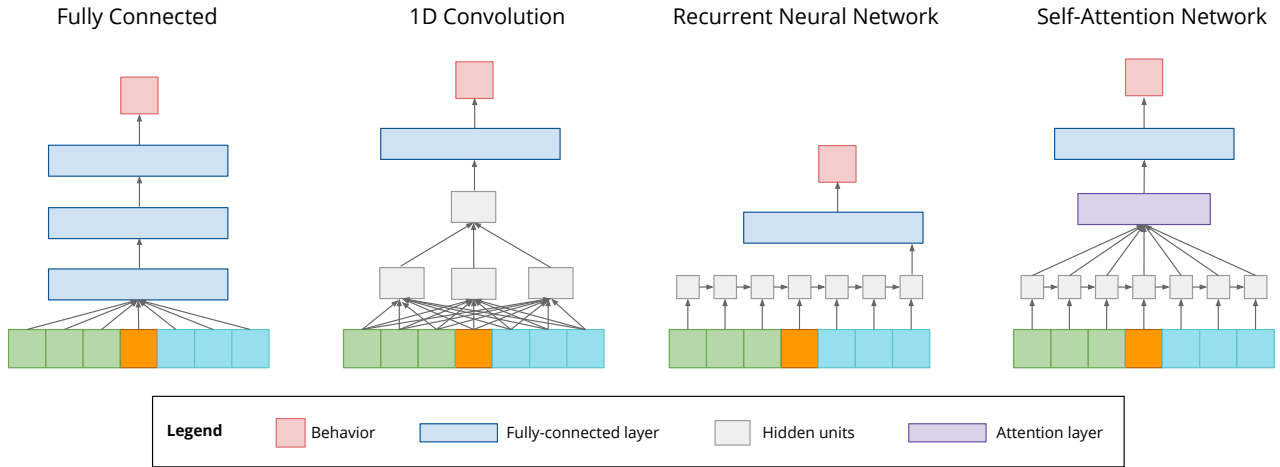 Fully Connected
1D Convolution
Recurrent Neural Network
Self-Attention Network
Legend
Behavior
Fully-connected layer
Hidden units
Attention layer